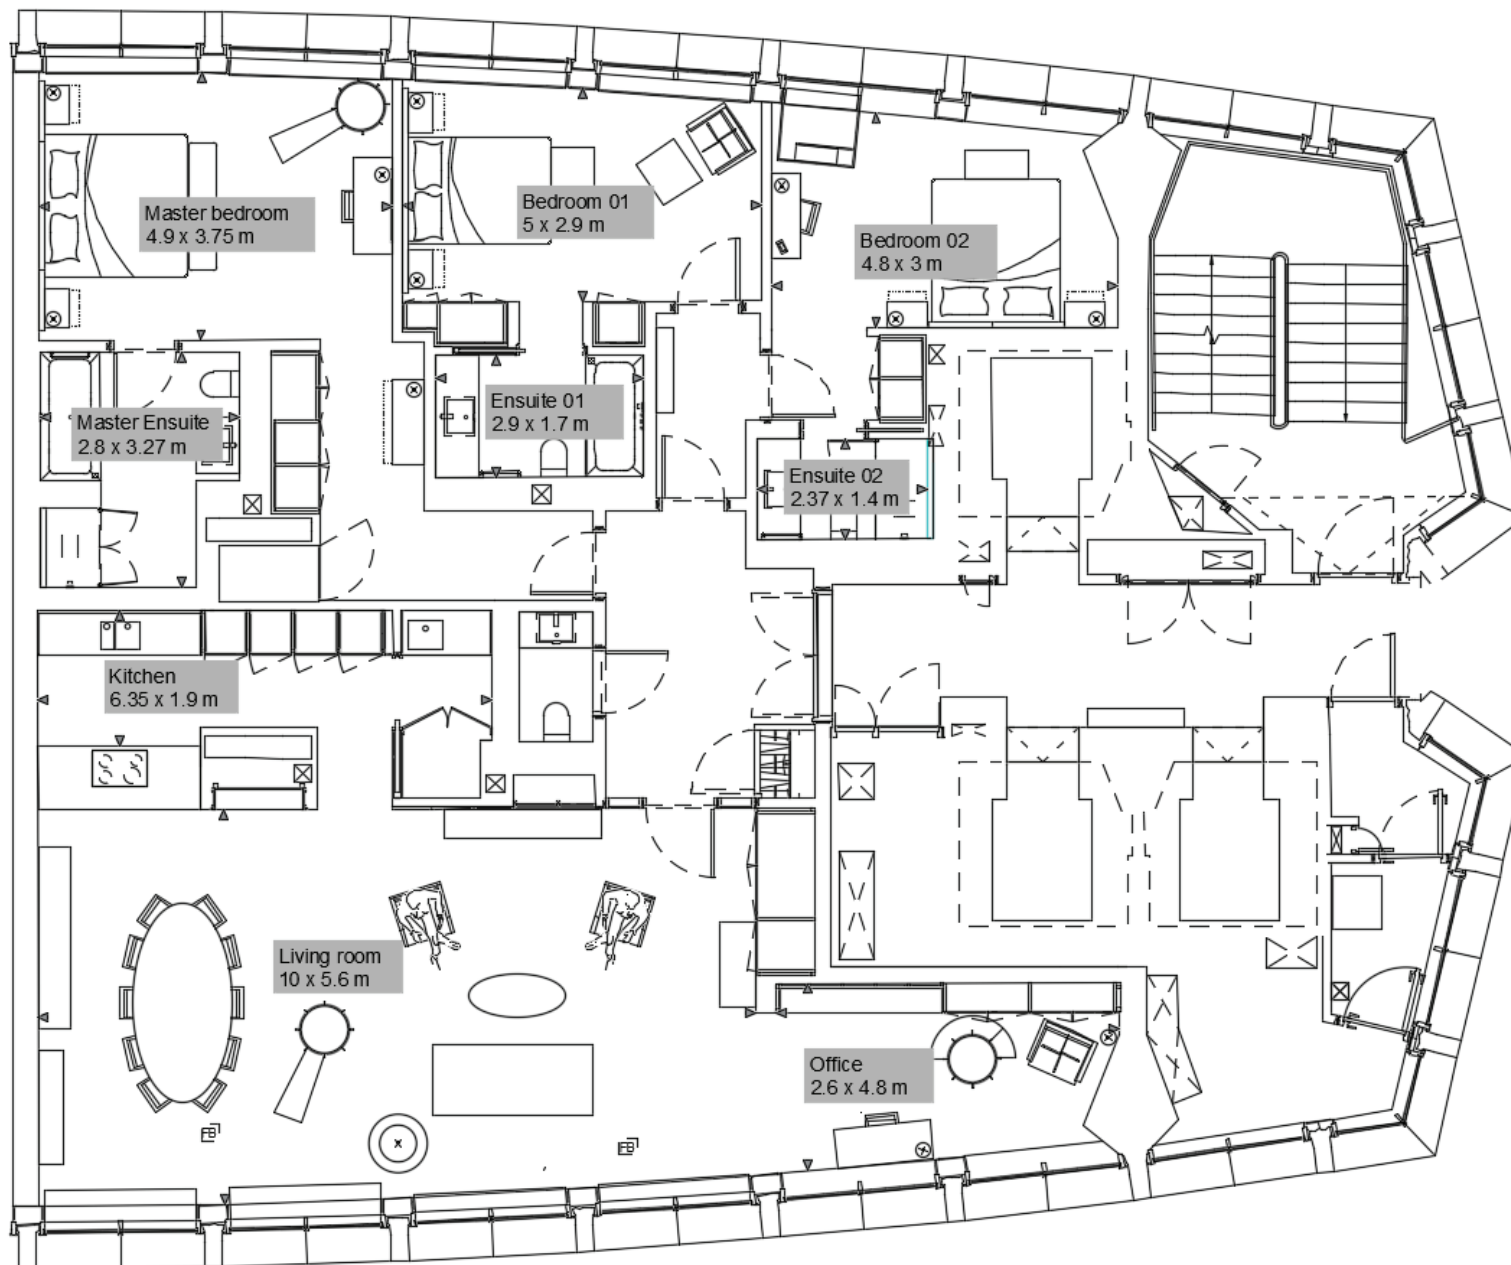 Master bedroom
4.9 x 3.75 m
Bedroom 01
5 x 2.9 m
Bedroom 02
4.8 x 3 m
Master Ensuite
2.8 x 3.27 m
Ensuite 01
2.9 x 1.7 m
Ensuite 02
2.37 x 1.4 m
Kitchen
6.35 x 1.9 m
Living room
10 x 5.6 m
Office
2.6 x 4.8 m